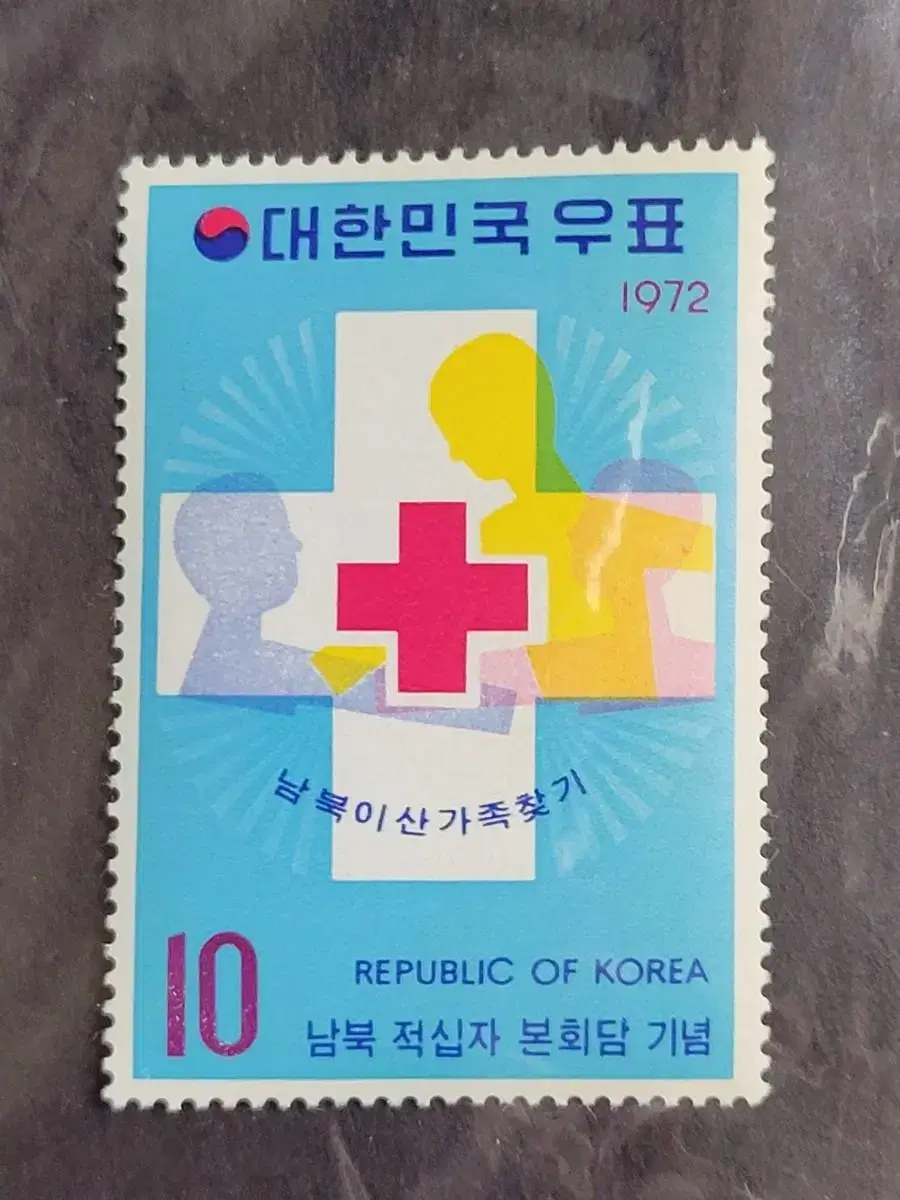 대한민국우표
1972
남북이산가족찾기
10
REPUBLIC OF KOREA
남북 적십자 본회담 기념